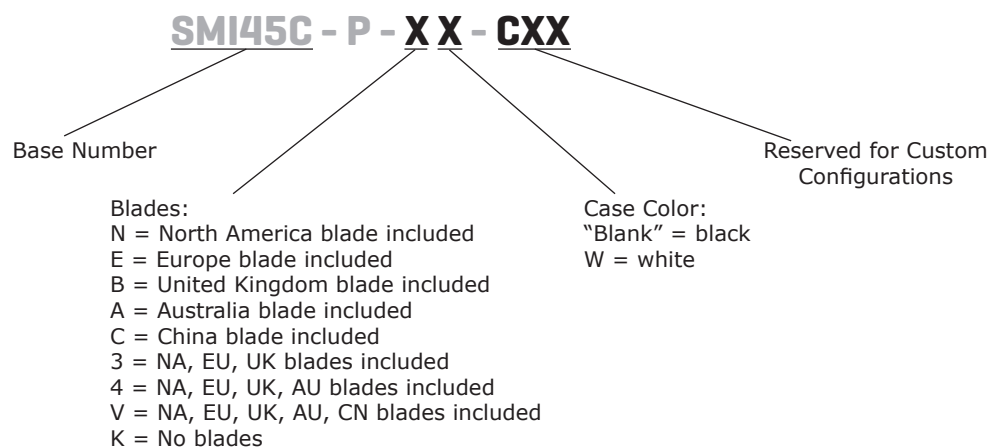 SMI45C - P - X X - CXX
Base Number
Reserved for Custom
Configurations
Blades:
N = North America blade included
E = Europe blade included
B = United Kingdom blade included
A = Australia blade included
C = China blade included
3 = NA, EU, UK blades included
4 = NA, EU, UK, AU blades included
V = NA, EU, UK, AU, CN blades included
K = No blades
Case Color:
“Blank” = black
W = white